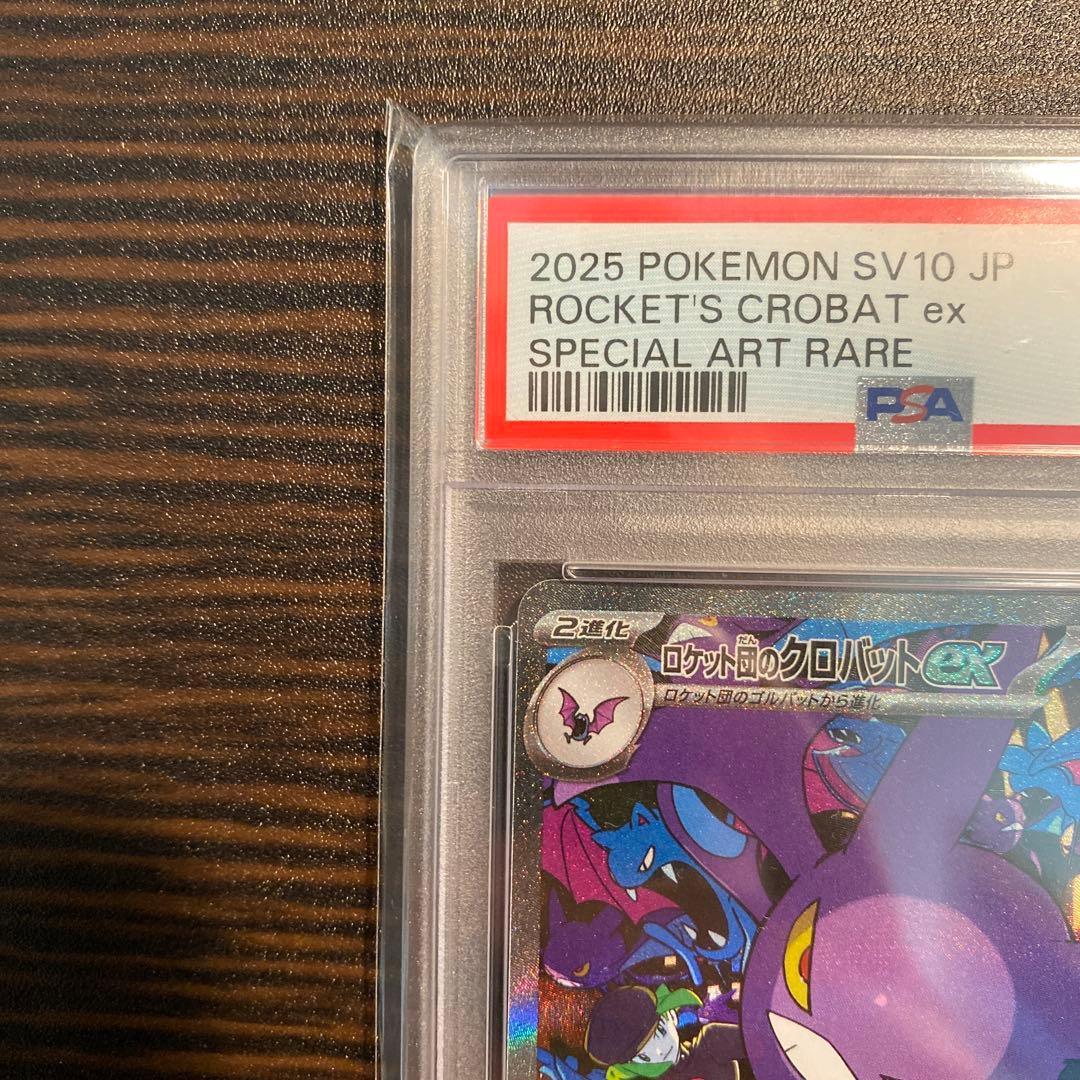 2025 POKEMON SV10 JP
ROCKET'S CROBAT ex
SPECIAL ART RARE
PSA
2進化
ロケット団のクロバットex
だん
ロケット団のゴルバットから進化